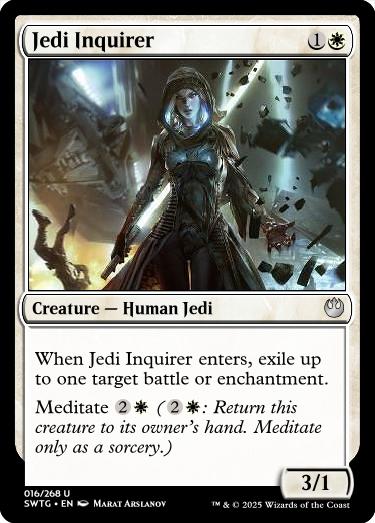 Jedi Inquirer 1
Creature — Human Jedi
When Jedi Inquirer enters, exile up
to one target battle or enchantment.
Meditate 2 ( 2 : Return this
creature to its owner's hand. Meditate
only as a sorcery.)
3/1
016/268 U
SWTG • EN Marat Arslanov
™ & © 2025 Wizards of the Coast